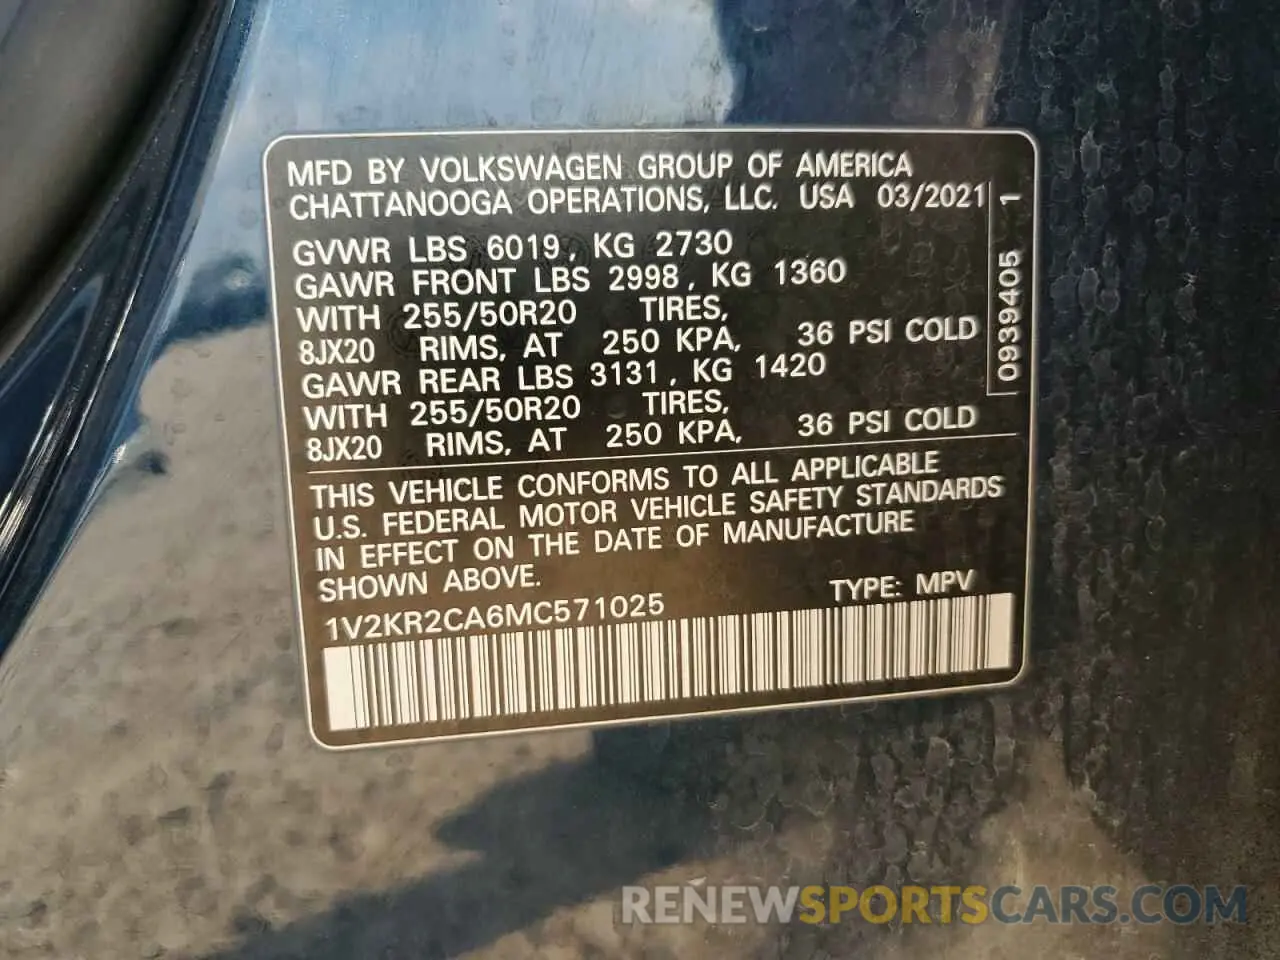 MFD BY VOLKSWAGEN GROUP OF AMERICA
CHATTANOOGA OPERATIONS, LLC. USA 03/2021
GVWR LBS 6019, KG 2730
GAWR FRONT LBS 2998, KG 1360
WITH 255/50R20 TIRES,
8JX20 RIMS, AT 250 KPA, 36 PSI COLD
GAWR REAR LBS 3131, KG 1420
WITH 255/50R20 TIRES,
8JX20 RIMS, AT 250 KPA, 36 PSI COLD
0939405 1
THIS VEHICLE CONFORMS TO ALL APPLICABLE
U.S. FEDERAL MOTOR VEHICLE SAFETY STANDARDS
IN EFFECT ON THE DATE OF MANUFACTURE
SHOWN ABOVE.
TYPE: MPV
1V2KR2CA6MC571025
RENEWSPORTSCARS.COM